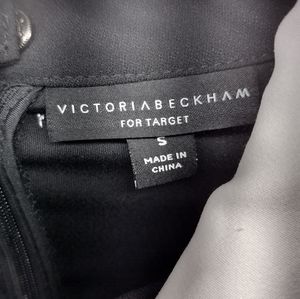 VICTORIABECKHAM
FOR TARGET
S
MADE IN
CHINA